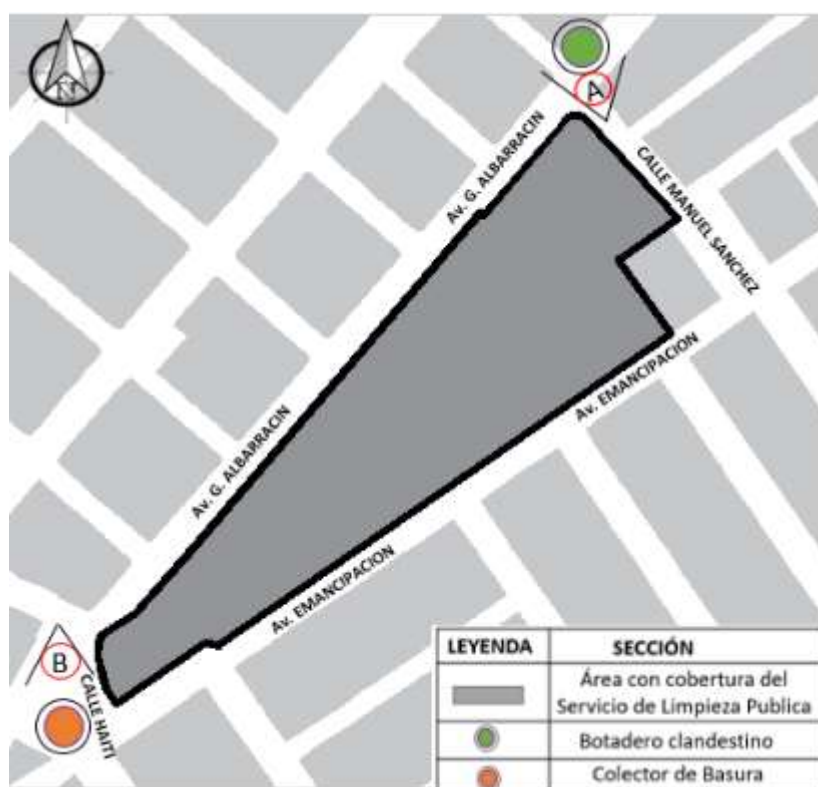 N
A
Av. G. ALBARRACIN
CALLE MANUEL SANCHEZ
Av. EMANCIPACION
Av. G. ALBARRACIN
Av. EMANCIPACION
B
CALLE HAITI
LEYENDA SECCIÓN
Área con cobertura del
Servicio de Limpieza Publica
Botadero clandestino
Colector de Basura